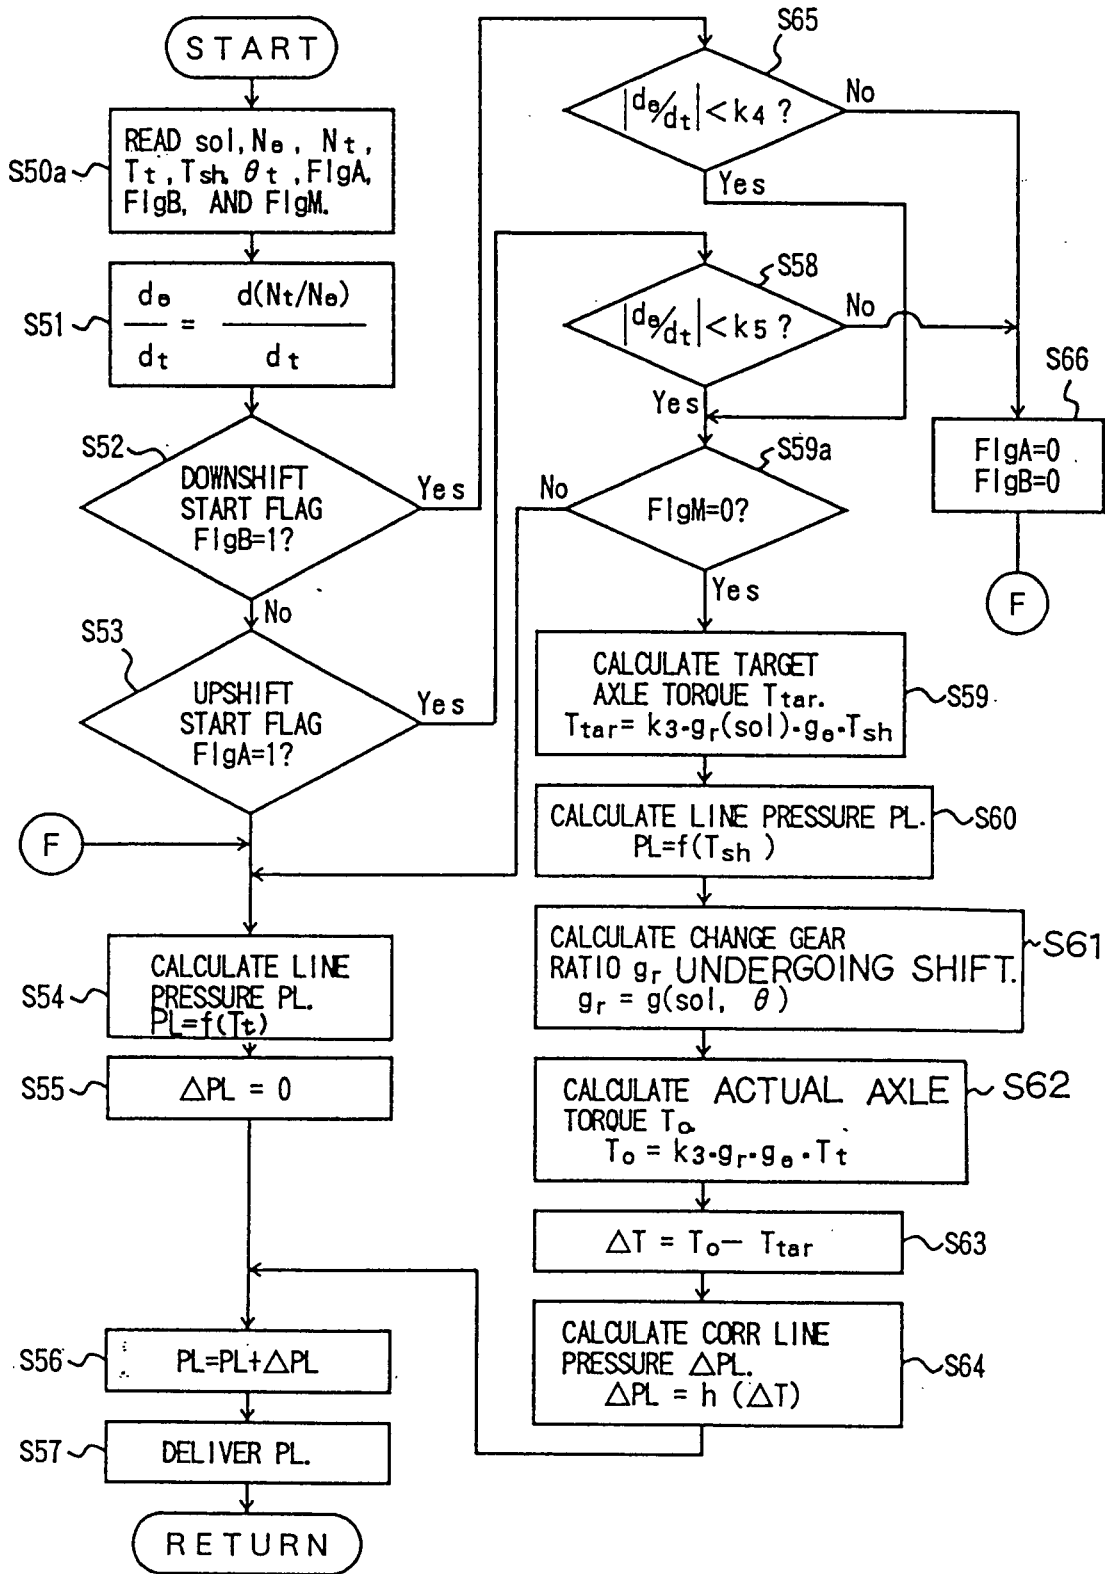 START
S50a
READ sol, Ne, Nt,
Tt, Tsh, θt, FlgA,
FlgB, AND FlgM.
S51
de/dt = d(Nt/Ne)/dt
S52
DOWNSHIFT
START FLAG
FlgB=1?
Yes
No
S53
UPSHIFT
START FLAG
FlgA=1?
Yes
F
S54
CALCULATE LINE
PRESSURE PL.
PL=f(Tt)
S55
△PL = 0
S56
PL=PL+△PL
S57
DELIVER PL.
RETURN
S65
|de/dt| < k4 ?
No
Yes
S58
|de/dt| < k5 ?
No
Yes
S66
FlgA=0
FlgB=0
F
S59a
FlgM=0?
No
Yes
S59
CALCULATE TARGET
AXLE TORQUE Ttar.
Ttar= k3·gr(sol)·ge·Tsh
S60
CALCULATE LINE PRESSURE PL.
PL=f(Tsh )
S61
CALCULATE CHANGE GEAR
RATIO gr UNDERGOING SHIFT.
gr = g(sol, θ)
S62
CALCULATE ACTUAL AXLE
TORQUE To.
To = k3·gr·ge·Tt
S63
△T = To− Ttar
S64
CALCULATE CORR LINE
PRESSURE △PL.
△PL = h (△T)